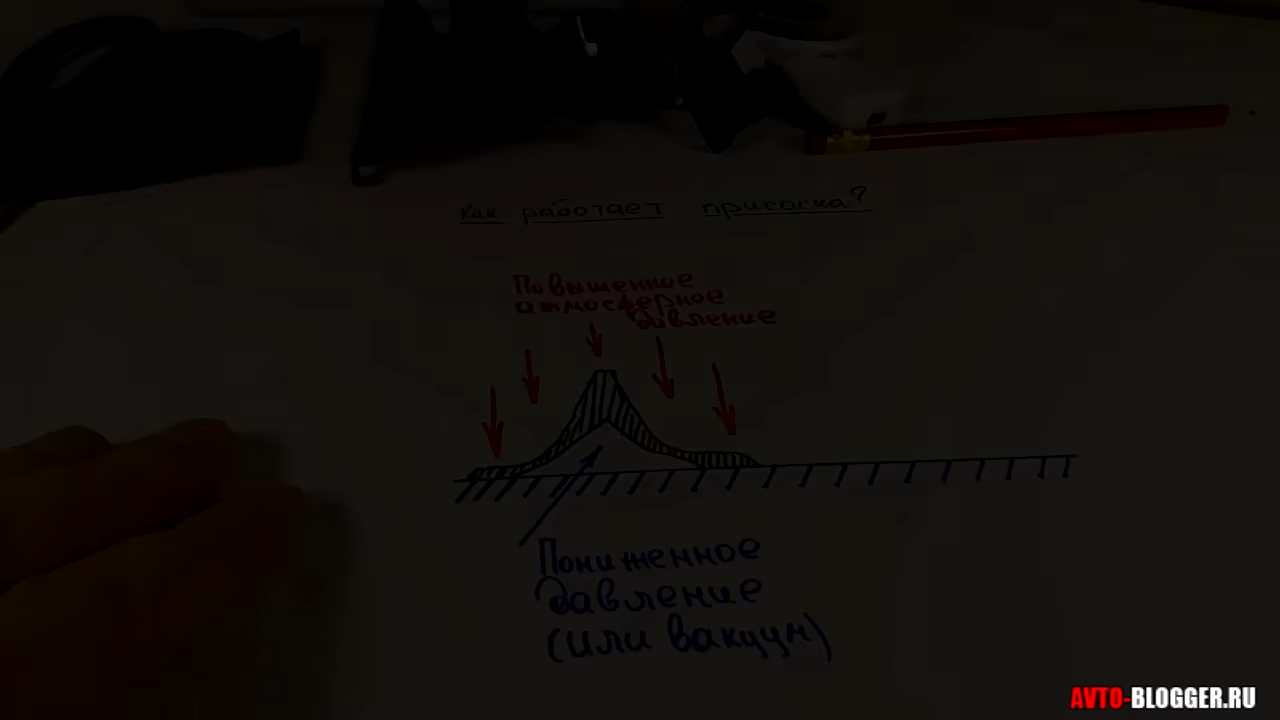 Как работает присоска?
Повышенное
атмосферное
давление
Пониженное
давление
(или вакуум)
AVTO-BLOGGER.RU